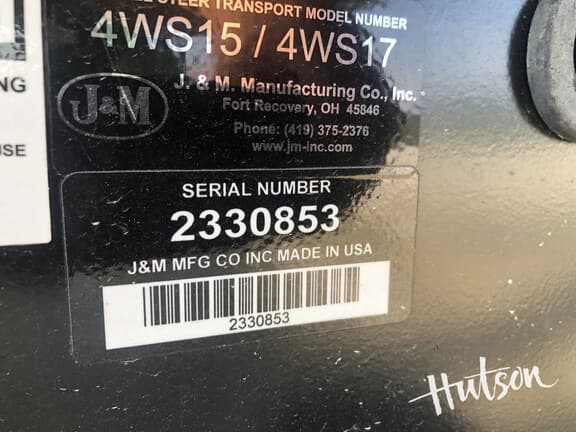 STEER TRANSPORT MODEL NUMBER
4WS15 / 4WS17
J&M
J. & M. Manufacturing Co., Inc.
Fort Recovery, OH 45846
Phone: (419) 375-2376
www.jm-inc.com
NG
USE
SERIAL NUMBER
2330853
J&M MFG CO INC MADE IN USA
2330853
Hutson